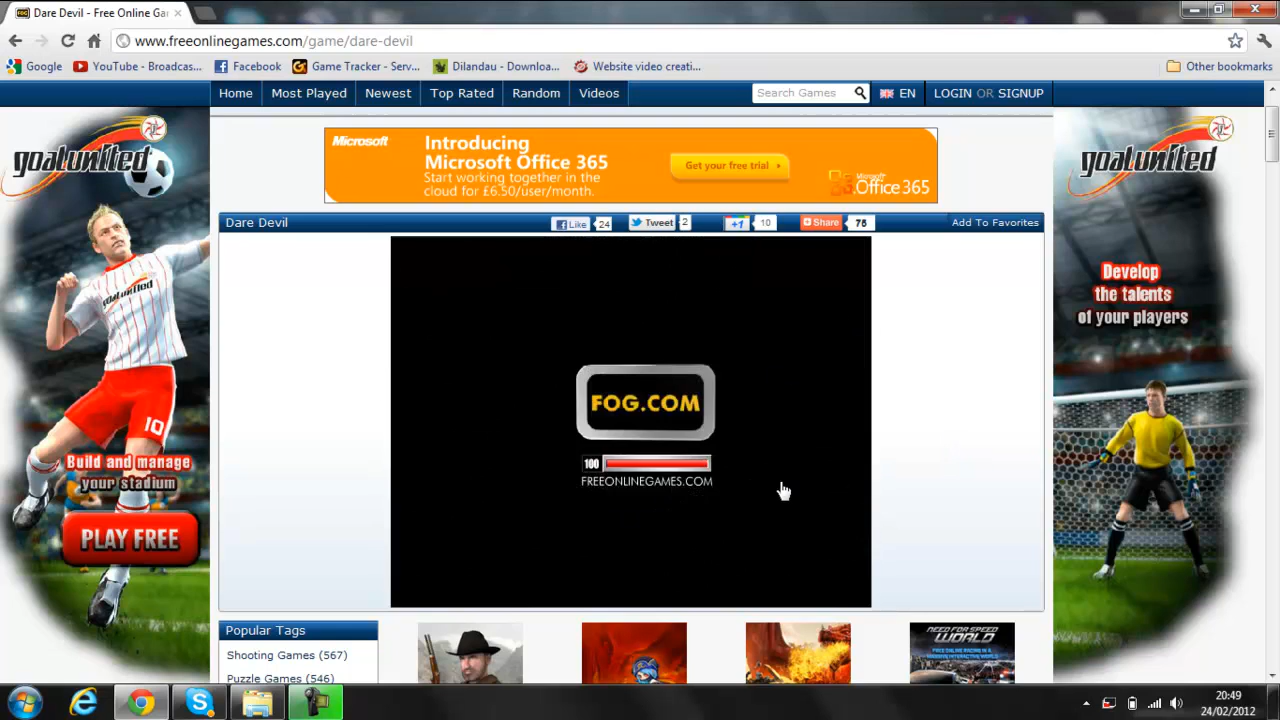 Dare Devil - Free Online Gar
www.freeonlinegames.com/game/dare-devil
Google
YouTube - Broadcas...
Facebook
Game Tracker - Serv...
Dilandau - Downloa...
Website video creati...
Other bookmarks
Home
Most Played
Newest
Top Rated
Random
Videos
Search Games
EN
LOGIN OR SIGNUP
goalunited
Microsoft
Introducing
Microsoft Office 365
Start working together in the
cloud for £6.50/user/month.
Get your free trial
Microsoft
Office 365
goalunited
Dare Devil
Like 24
Tweet 2
+1 10
Share 75
Add To Favorites
goalunited
10
Build and manage
your stadium
PLAY FREE
FOG.COM
100
FREEONLINEGAMES.COM
Develop
the talents
of your players
Popular Tags
Shooting Games (567)
Puzzle Games (546)
NEED FOR SPEED
WORLD
20:49
24/02/2012